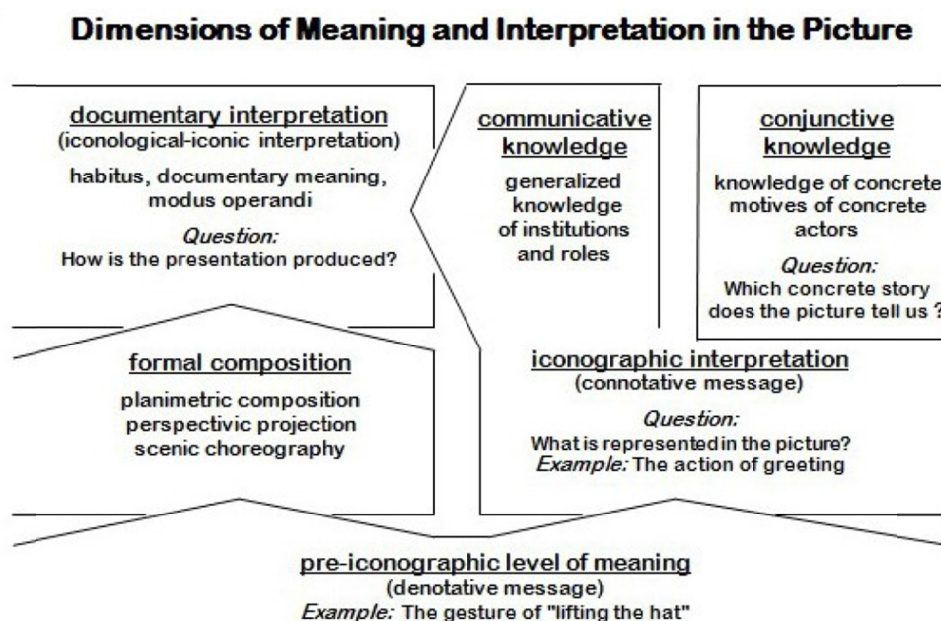 Dimensions of Meaning and Interpretation in the Picture
documentary interpretation
(iconological-iconic interpretation)
habitus, documentary meaning,
modus operandi
Question:
How is the presentation produced?
communicative
knowledge
generalized
knowledge
of institutions
and roles
conjunctive
knowledge
knowledge of concrete
motives of concrete
actors
Question:
Which concrete story
does the picture tell us ?
formal composition
planimetric composition
perspectivic projection
scenic choreography
iconographic interpretation
(connotative message)
Question:
What is represented in the picture?
Example: The action of greeting
pre-iconographic level of meaning
(denotative message)
Example: The gesture of "lifting the hat"